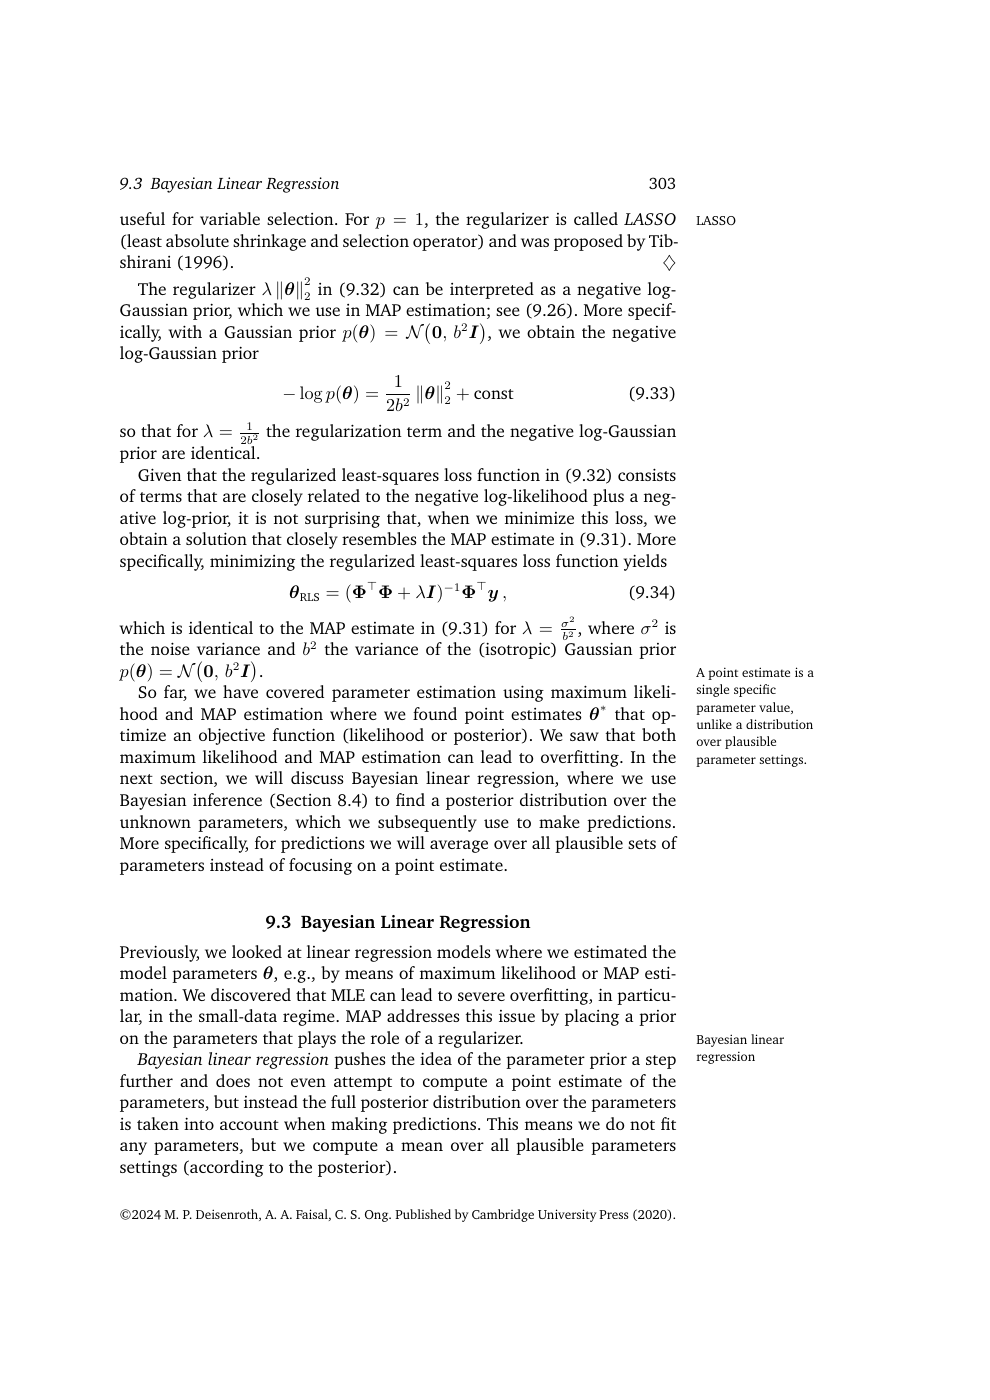 9.3 Bayesian Linear Regression 303
useful for variable selection. For p = 1, the regularizer is called LASSO
LASSO
(least absolute shrinkage and selection operator) and was proposed by Tib-
shirani (1996). ♢
The regularizer λ ‖θ‖₂² in (9.32) can be interpreted as a negative log-
Gaussian prior, which we use in MAP estimation; see (9.26). More specif-
ically, with a Gaussian prior p(θ) = 𝒩(0, b²I), we obtain the negative
log-Gaussian prior
− log p(θ) = 1/(2b²) ‖θ‖₂² + const (9.33)
so that for λ = 1/(2b²) the regularization term and the negative log-Gaussian
prior are identical.
Given that the regularized least-squares loss function in (9.32) consists
of terms that are closely related to the negative log-likelihood plus a neg-
ative log-prior, it is not surprising that, when we minimize this loss, we
obtain a solution that closely resembles the MAP estimate in (9.31). More
specifically, minimizing the regularized least-squares loss function yields
θ_RLS = (Φ⊤Φ + λI)⁻¹Φ⊤y , (9.34)
which is identical to the MAP estimate in (9.31) for λ = σ²/b², where σ² is
the noise variance and b² the variance of the (isotropic) Gaussian prior
p(θ) = 𝒩(0, b²I).
A point estimate is a
single specific
parameter value,
unlike a distribution
over plausible
parameter settings.
So far, we have covered parameter estimation using maximum likeli-
hood and MAP estimation where we found point estimates θ* that op-
timize an objective function (likelihood or posterior). We saw that both
maximum likelihood and MAP estimation can lead to overfitting. In the
next section, we will discuss Bayesian linear regression, where we use
Bayesian inference (Section 8.4) to find a posterior distribution over the
unknown parameters, which we subsequently use to make predictions.
More specifically, for predictions we will average over all plausible sets of
parameters instead of focusing on a point estimate.
9.3 Bayesian Linear Regression
Previously, we looked at linear regression models where we estimated the
model parameters θ, e.g., by means of maximum likelihood or MAP esti-
mation. We discovered that MLE can lead to severe overfitting, in particu-
lar, in the small-data regime. MAP addresses this issue by placing a prior
on the parameters that plays the role of a regularizer.
Bayesian linear
regression
Bayesian linear regression pushes the idea of the parameter prior a step
further and does not even attempt to compute a point estimate of the
parameters, but instead the full posterior distribution over the parameters
is taken into account when making predictions. This means we do not fit
any parameters, but we compute a mean over all plausible parameters
settings (according to the posterior).
©2024 M. P. Deisenroth, A. A. Faisal, C. S. Ong. Published by Cambridge University Press (2020).